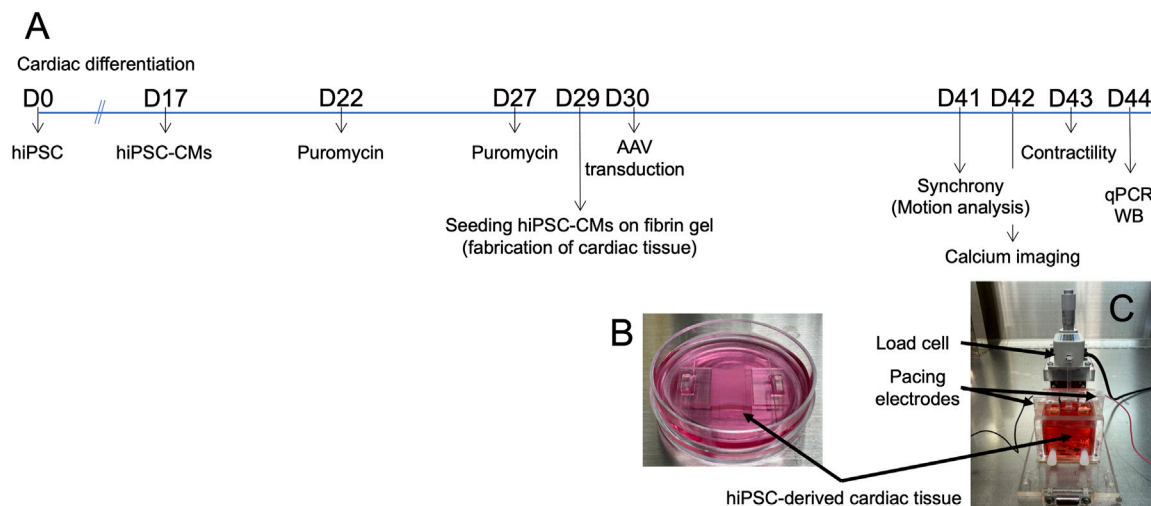 A
Cardiac differentiation
D0 D17 D22 D27 D29 D30 D41 D42 D43 D44
hiPSC hiPSC-CMs Puromycin Puromycin AAV
transduction
Contractility
Synchrony
(Motion analysis)
qPCR
WB
Seeding hiPSC-CMs on fibrin gel
(fabrication of cardiac tissue)
Calcium imaging
B
C
Load cell
Pacing
electrodes
hiPSC-derived cardiac tissue